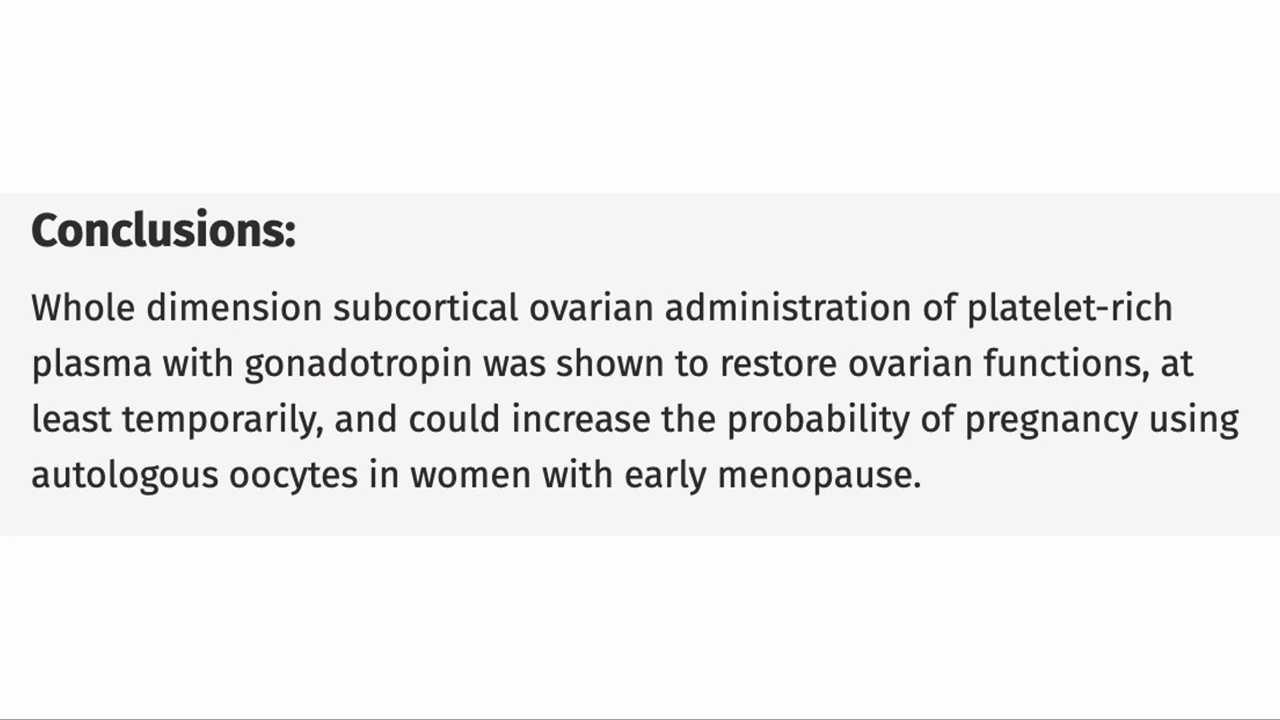 Conclusions:
Whole dimension subcortical ovarian administration of platelet-rich
plasma with gonadotropin was shown to restore ovarian functions, at
least temporarily, and could increase the probability of pregnancy using
autologous oocytes in women with early menopause.